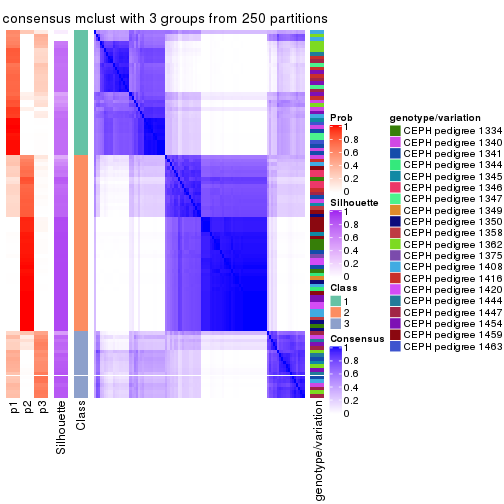 consensus mclust with 3 groups from 250 partitions
Prob
1
0.8
0.6
0.4
0.2
0
Silhouette
1
0.8
0.6
0.4
0.2
0
Class
1
2
3
Consensus
1
0.8
0.6
0.4
0.2
0
genotype/variation
CEPH pedigree 1334
CEPH pedigree 1340
CEPH pedigree 1341
CEPH pedigree 1344
CEPH pedigree 1345
CEPH pedigree 1346
CEPH pedigree 1347
CEPH pedigree 1349
CEPH pedigree 1350
CEPH pedigree 1358
CEPH pedigree 1362
CEPH pedigree 1375
CEPH pedigree 1408
CEPH pedigree 1416
CEPH pedigree 1420
CEPH pedigree 1444
CEPH pedigree 1447
CEPH pedigree 1454
CEPH pedigree 1459
CEPH pedigree 1463
p1
p2
p3
Silhouette
Class
genotype/variation